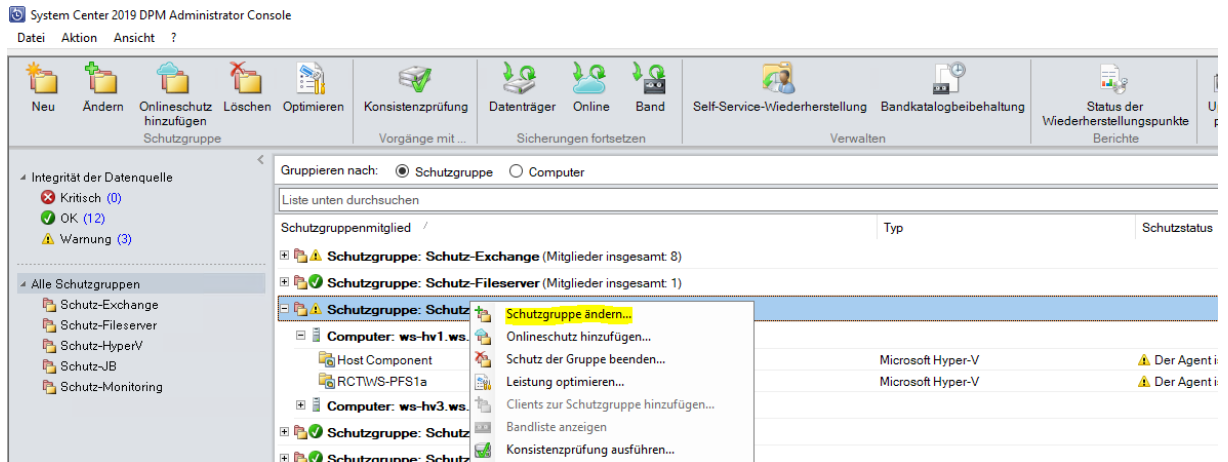 System Center 2019 DPM Administrator Console
Datei Aktion Ansicht ?
Neu Ändern Onlineschutz hinzufügen Löschen Optimieren Konsistenzprüfung Datenträger Online Band Self-Service-Wiederherstellung Bandkatalogbeibehaltung Status der Wiederherstellungspunkte
Schutzgruppe Vorgänge mit ... Sicherungen fortsetzen Verwalten Berichte
Integrität der Datenquelle
Kritisch (0)
OK (12)
Warnung (3)
Alle Schutzgruppen
Schutz-Exchange
Schutz-Fileserver
Schutz-HyperV
Schutz-JB
Schutz-Monitoring
Gruppieren nach: Schutzgruppe Computer
Liste unten durchsuchen
Schutzgruppenmitglied / Typ Schutzstatus
Schutzgruppe: Schutz-Exchange (Mitglieder insgesamt: 8)
Schutzgruppe: Schutz-Fileserver (Mitglieder insgesamt: 1)
Schutzgruppe: Schutz
Computer: ws-hv1.ws.
Host Component Microsoft Hyper-V Der Agent i
RCT\WS-PFS1a Microsoft Hyper-V Der Agent i
Computer: ws-hv3.ws.
Schutzgruppe: Schutz
Schutzgruppe: Schutz
Schutzgruppe ändern...
Onlineschutz hinzufügen...
Schutz der Gruppe beenden...
Leistung optimieren...
Clients zur Schutzgruppe hinzufügen...
Bandliste anzeigen
Konsistenzprüfung ausführen...